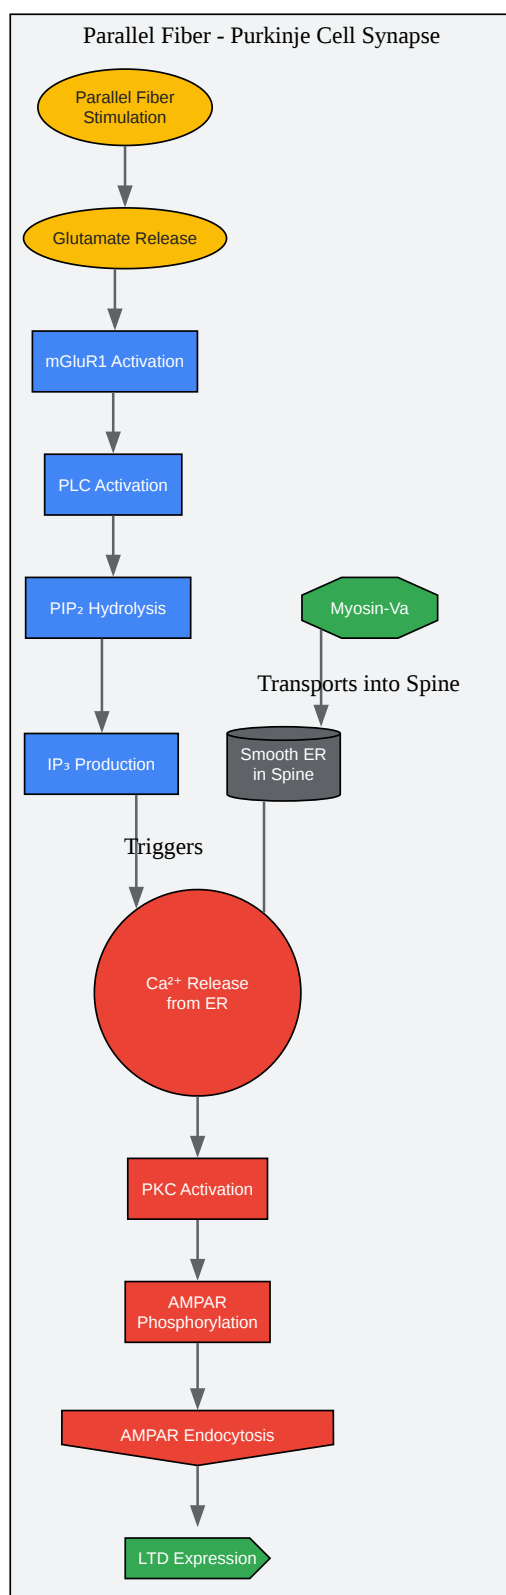 Parallel Fiber - Purkinje Cell Synapse
Parallel Fiber
Stimulation
Glutamate Release
mGluR1 Activation
PLC Activation
PIP₂ Hydrolysis
Myosin-Va
Transports into Spine
IP₃ Production
Smooth ER
in Spine
Triggers
Ca²⁺ Release
from ER
PKC Activation
AMPAR
Phosphorylation
AMPAR Endocytosis
LTD Expression